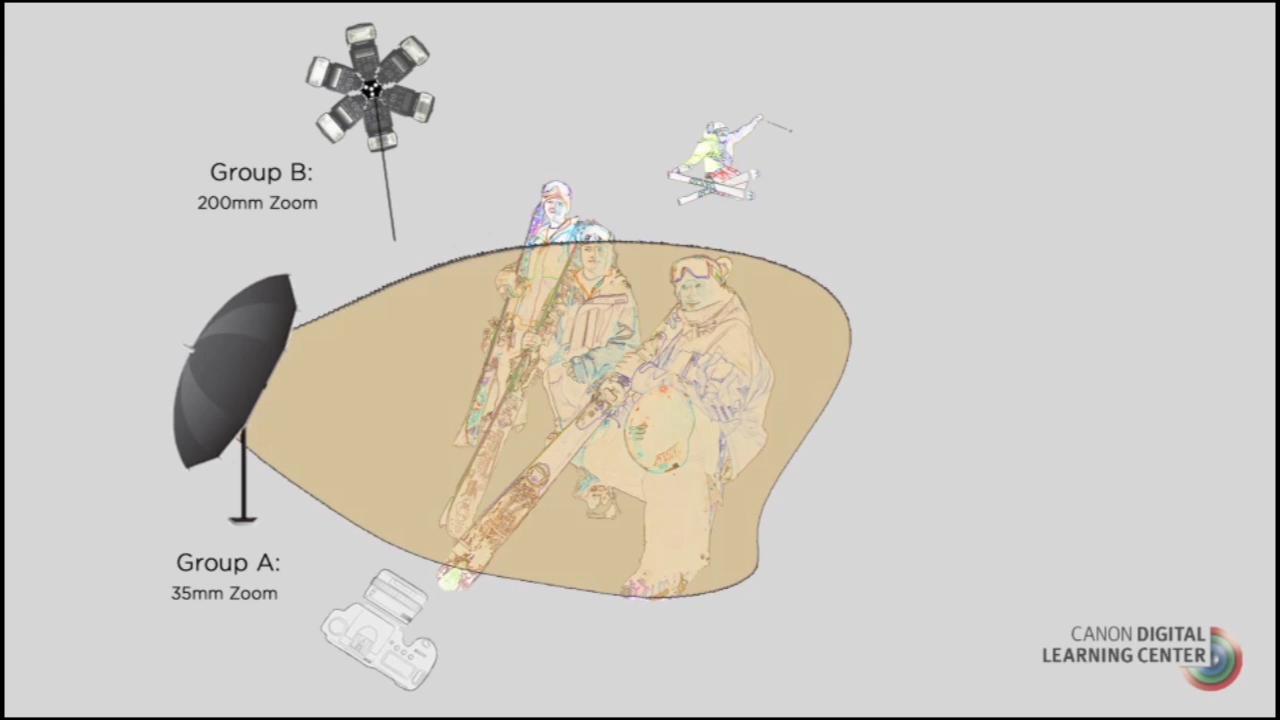 Group B:
200mm Zoom
Group A:
35mm Zoom
CANON DIGITAL
LEARNING CENTER